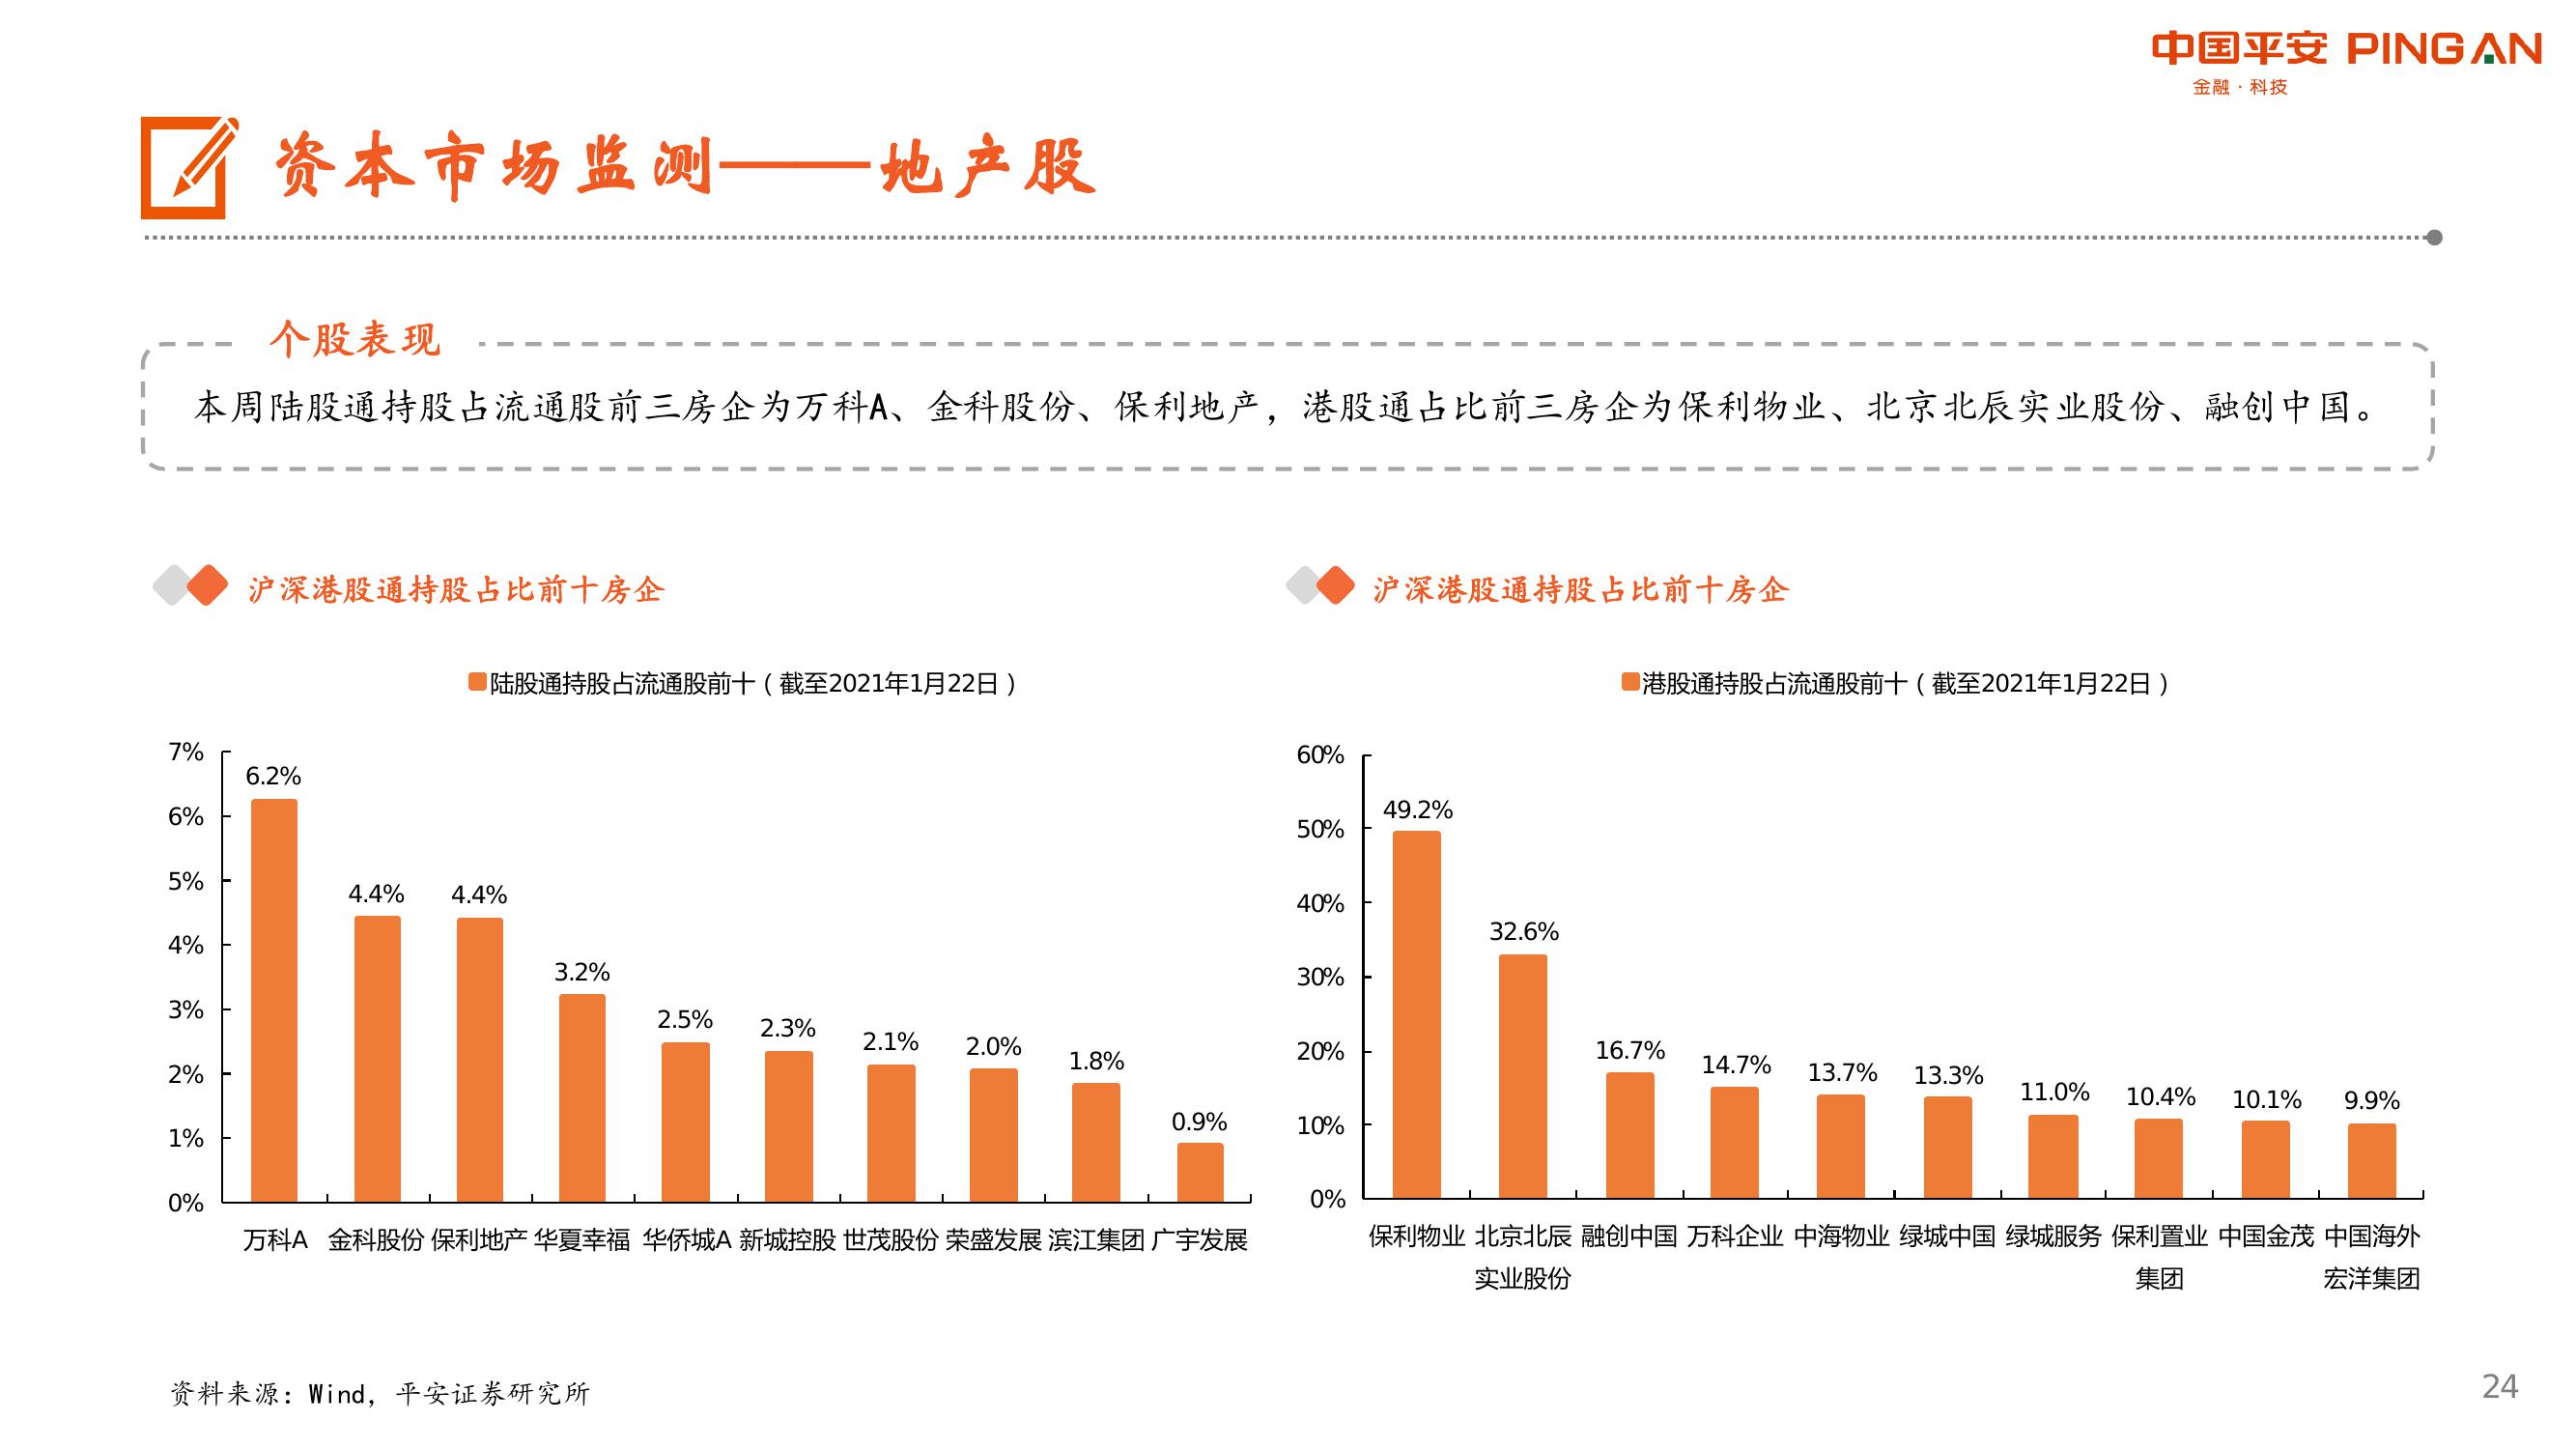 中国平安 PINGAN
金融·科技
资本市场监测——地产股
个股表现
本周陆股通持股占流通股前三房企为万科A、金科股份、保利地产，港股通占比前三房企为保利物业、北京北辰实业股份、融创中国。
沪深港股通持股占比前十房企
陆股通持股占流通股前十（截至2021年1月22日）
7%
6%
5%
4%
3%
2%
1%
0%
6.2%
4.4%
4.4%
3.2%
2.5%
2.3%
2.1%
2.0%
1.8%
0.9%
万科A 金科股份 保利地产 华夏幸福 华侨城A 新城控股 世茂股份 荣盛发展 滨江集团 广宇发展
沪深港股通持股占比前十房企
港股通持股占流通股前十（截至2021年1月22日）
60%
50%
40%
30%
20%
10%
0%
49.2%
32.6%
16.7%
14.7%
13.7%
13.3%
11.0%
10.4%
10.1%
9.9%
保利物业 北京北辰 融创中国 万科企业 中海物业 绿城中国 绿城服务 保利置业 中国金茂 中国海外
实业股份 集团 宏洋集团
资料来源：Wind，平安证券研究所
24